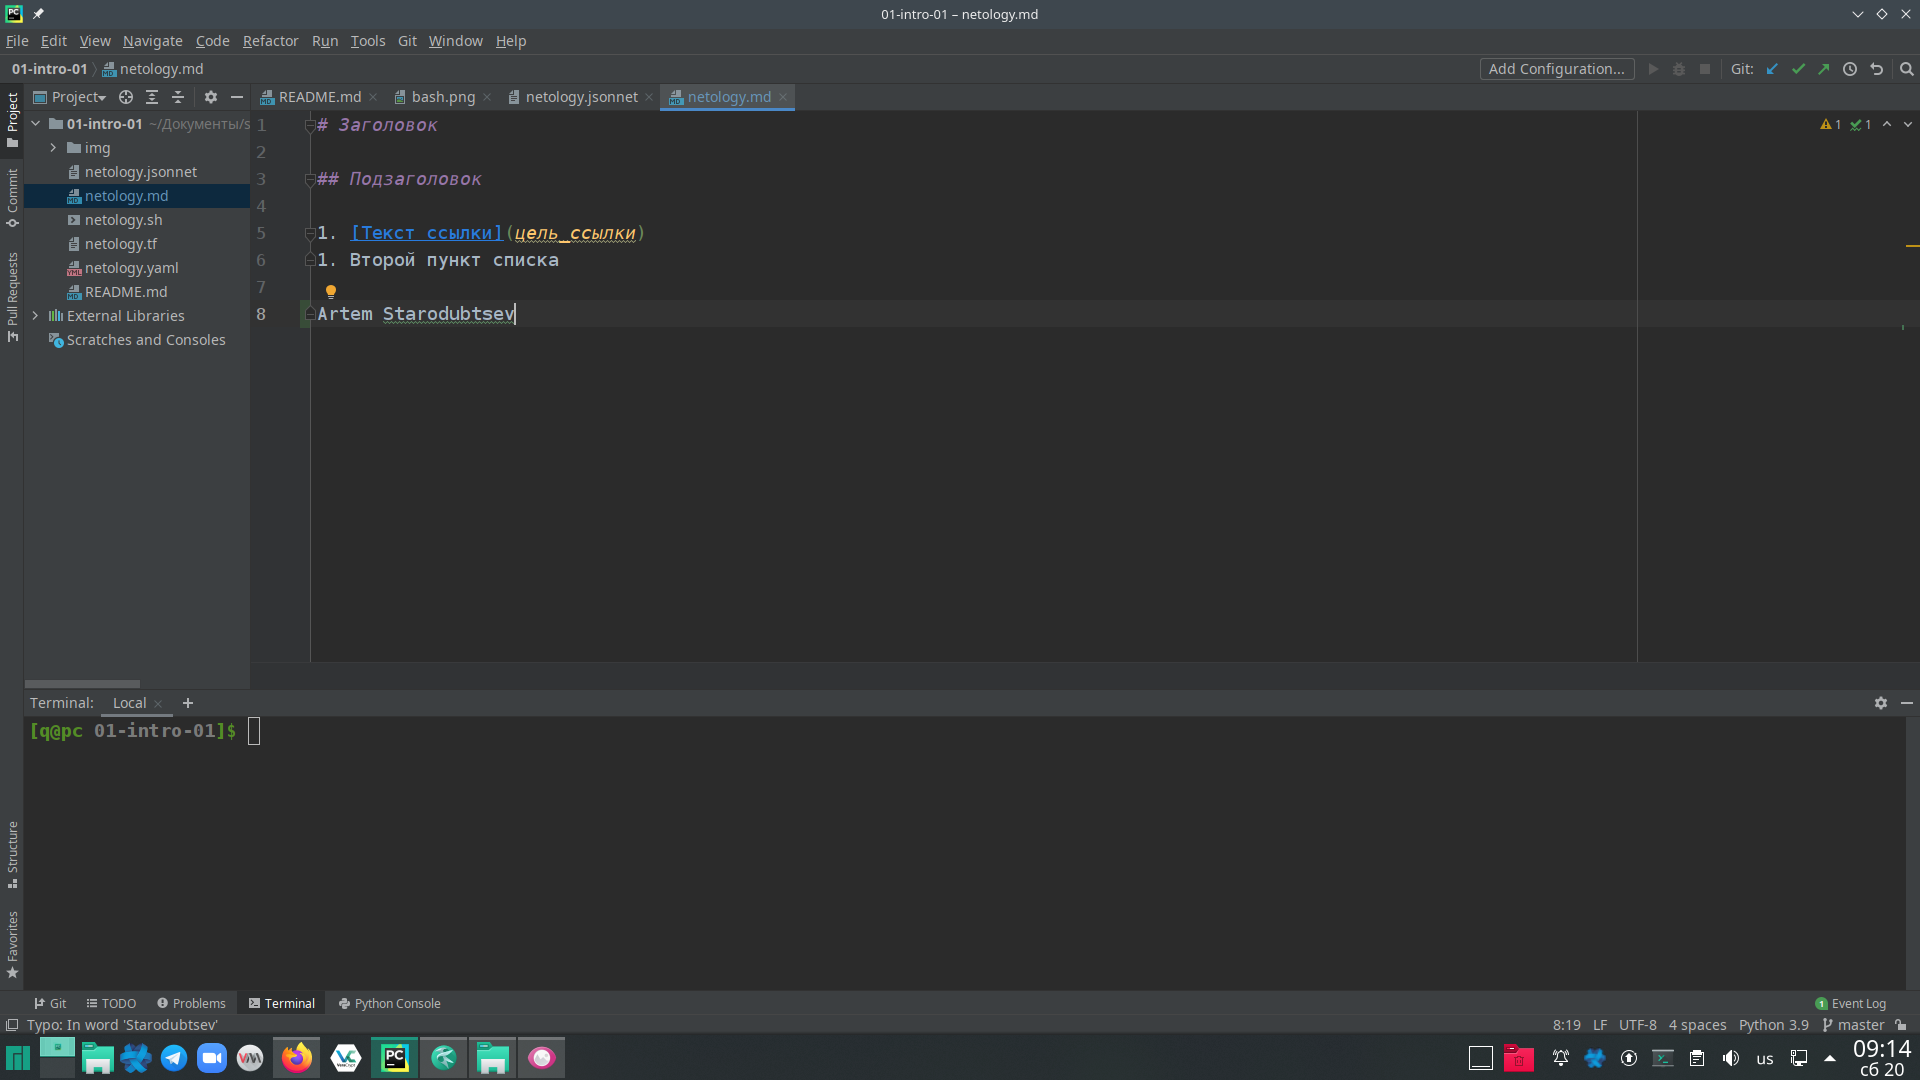 01-intro-01 – netology.md
File Edit View Navigate Code Refactor Run Tools Git Window Help
01-intro-01 netology.md Add Configuration... Git:
Project README.md bash.png netology.jsonnet netology.md
01-intro-01 ~/Документы/s
img
netology.jsonnet
netology.md
netology.sh
netology.tf
netology.yaml
README.md
External Libraries
Scratches and Consoles
Project
Commit
Pull Requests
Structure
Favorites
1 # Заголовок
2
3 ## Подзаголовок
4
5 1. [Текст ссылки](цель_ссылки)
6 1. Второй пункт списка
7
8 Artem Starodubtsev
1 1
Terminal: Local +
[q@pc 01-intro-01]$
Git TODO Problems Terminal Python Console 1 Event Log
Typo: In word 'Starodubtsev' 8:19 LF UTF-8 4 spaces Python 3.9 master
us 09:14
сб 20